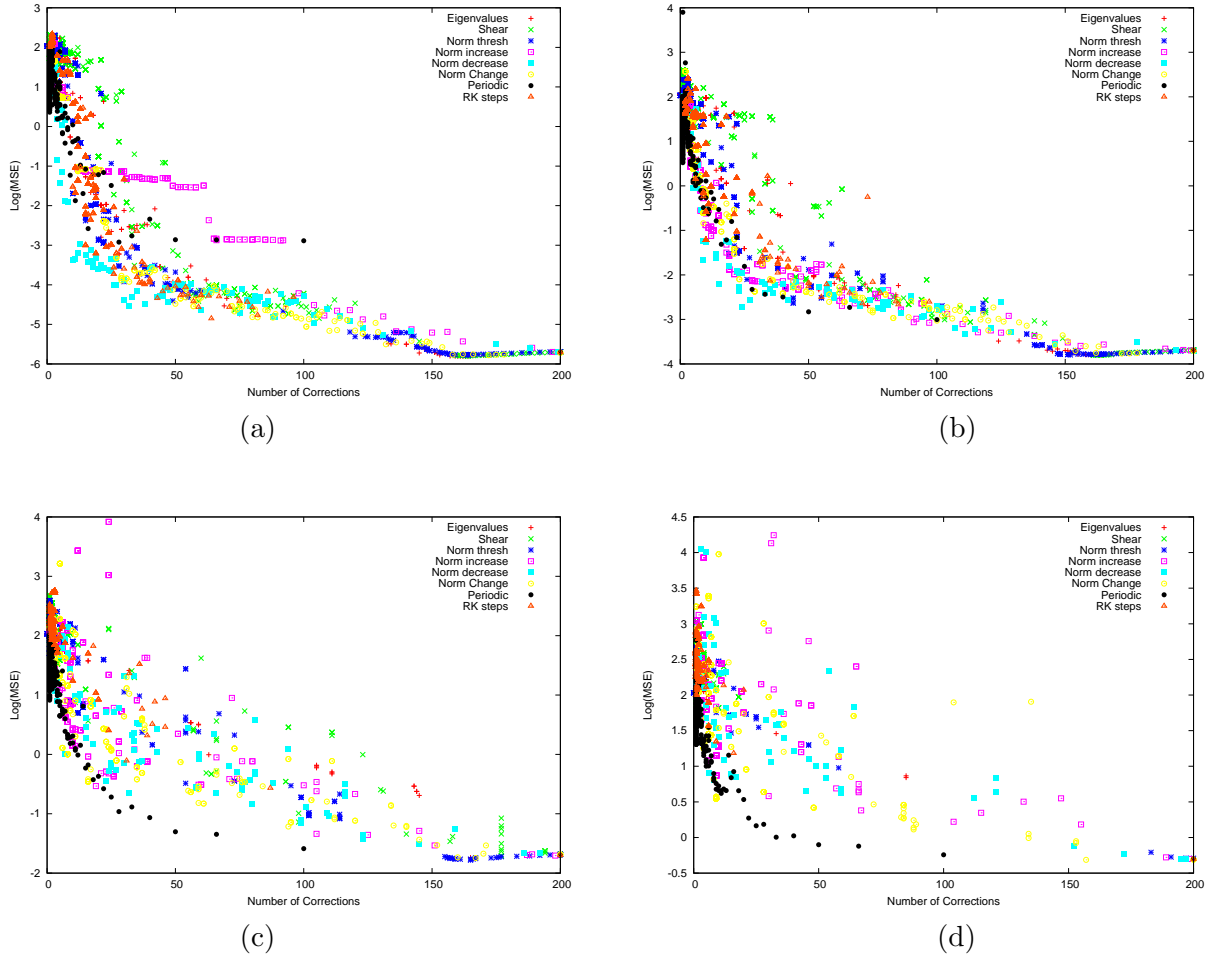 3
2
1
0
-1
-2
-3
-4
-5
-6
0
50
100
150
200
Log(MSE)
Number of Corrections
Eigenvalues
Shear
Norm thresh
Norm increase
Norm decrease
Norm Change
Periodic
RK steps
(a)
4
3
2
1
0
-1
-2
-3
-4
0
50
100
150
200
Log(MSE)
Number of Corrections
Eigenvalues
Shear
Norm thresh
Norm increase
Norm decrease
Norm Change
Periodic
RK steps
(b)
4
3
2
1
0
-1
-2
0
50
100
150
200
Log(MSE)
Number of Corrections
Eigenvalues
Shear
Norm thresh
Norm increase
Norm decrease
Norm Change
Periodic
RK steps
(c)
4.5
4
3.5
3
2.5
2
1.5
1
0.5
0
-0.5
0
50
100
150
200
Log(MSE)
Number of Corrections
Eigenvalues
Shear
Norm thresh
Norm increase
Norm decrease
Norm Change
Periodic
RK steps
(d)